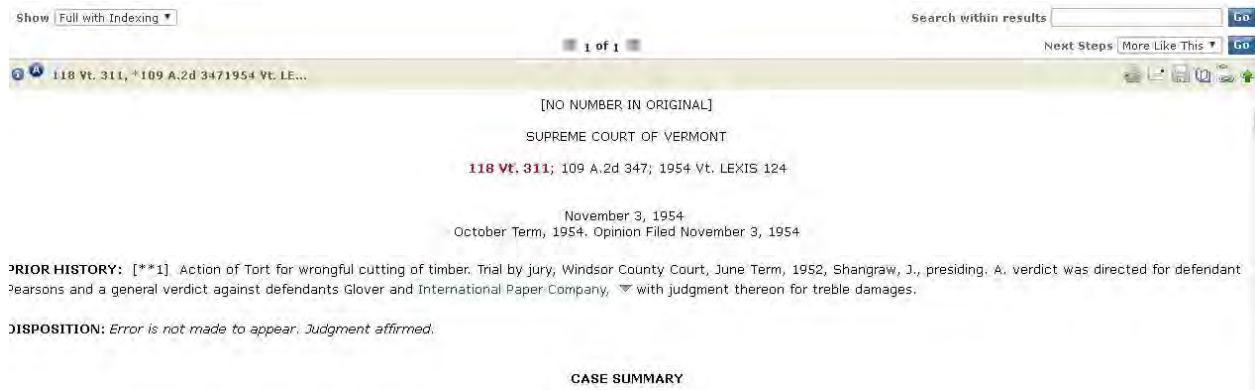 Show Full with Indexing ▼ Search within results Go
1 of 1 Next Steps More Like This ▼ Go
118 Vt. 311, *109 A.2d 3471954 Vt. LE...
[NO NUMBER IN ORIGINAL]
SUPREME COURT OF VERMONT
118 Vt. 311; 109 A.2d 347; 1954 Vt. LEXIS 124
November 3, 1954
October Term, 1954. Opinion Filed November 3, 1954
PRIOR HISTORY: [**1] Action of Tort for wrongful cutting of timber. Trial by jury, Windsor County Court, June Term, 1952, Shangraw, J., presiding. A. verdict was directed for defendant
Pearsons and a general verdict against defendants Glover and International Paper Company, with judgment thereon for treble damages.
DISPOSITION: Error is not made to appear. Judgment affirmed.
CASE SUMMARY